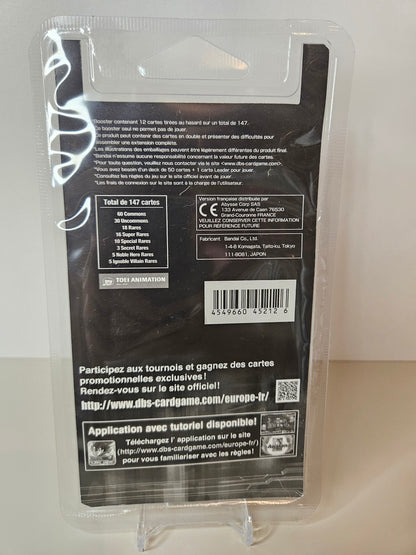 *Booster contenant 12 cartes tirées au hasard sur un total de 147.
*Ce booster seul ne permet pas de jouer.
*Ce produit peut contenir des cartes en double et présenter des difficultés pour
assembler une extension complète.
*Les illustrations des emballages peuvent être légèrement différentes du produit final.
*Bandai n'assume aucune responsabilité concernant la valeur future des cartes.
*Pour toute question, veuillez nous contacter via le site <www.dbs-cardgame.com>
*Vous avez besoin d'un deck de 50 cartes + 1 carte Leader pour jouer.
*Consultez les règles du jeu sur le site officiel avant de jouer.
*Les frais de connexion sur le site sont à la charge de l'utilisateur.
Total de 147 cartes
60 Commons
30 Uncommons
18 Rares
16 Super Rares
10 Special Rares
3 Secret Rares
5 Noble Hero Rares
5 Ignoble Villain Rares
TOEI ANIMATION
Version française distribuée par
Abysse Corp SAS
133 Avenue de Caen 76530
Grand-Couronne FRANCE
VEUILLEZ CONSERVER CETTE INFORMATION
POUR RÉFÉRENCE FUTURE
CE
Fabricant Bandai Co., Ltd.
1-4-8 Komagata, Taito-ku, Tokyo
111-8081, JAPON
4549660 45212 6
Participez aux tournois et gagnez des cartes
promotionnelles exclusives !
Rendez-vous sur le site officiel !
http://www.dbs-cardgame.com/europe-fr/
Application avec tutoriel disponible!
Téléchargez l' application sur le site
(http://www.dbs-cardgame.com/europe-fr/)
pour vous familiariser avec les règles!